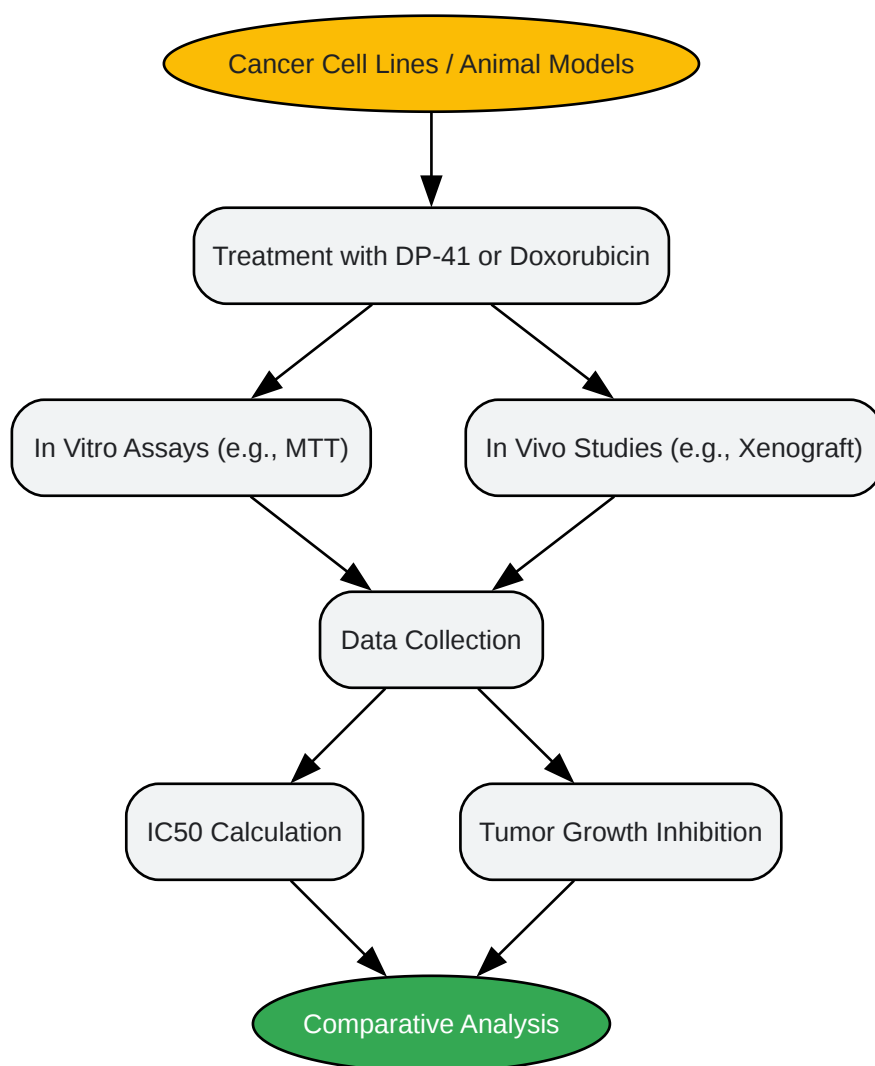 Cancer Cell Lines / Animal Models
Treatment with DP-41 or Doxorubicin
In Vitro Assays (e.g., MTT)
In Vivo Studies (e.g., Xenograft)
Data Collection
IC50 Calculation
Tumor Growth Inhibition
Comparative Analysis